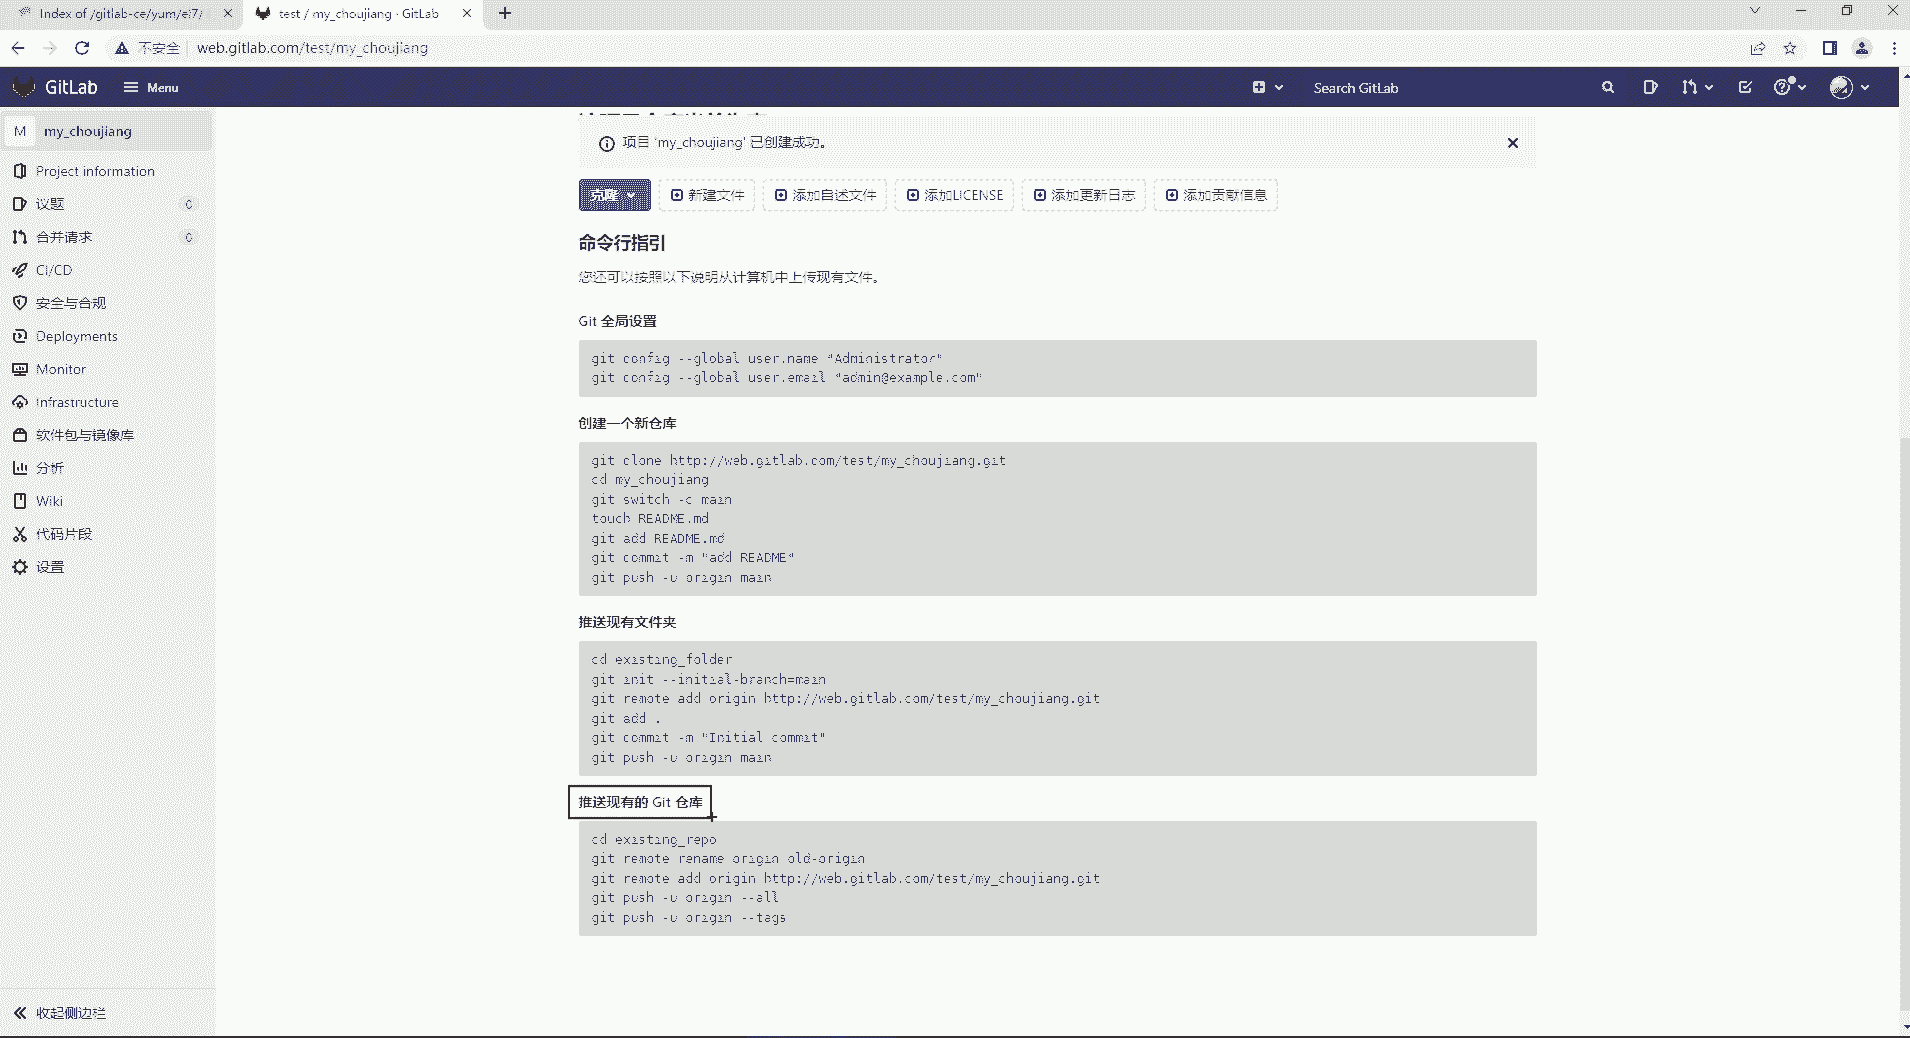 Index of /gitlab-ce/yum/el7/
test / my_choujiang · GitLab
不安全
web.gitlab.com/test/my_choujiang
GitLab
Menu
Search GitLab
M
my_choujiang
Project information
议题
0
合并请求
0
CI/CD
安全与合规
Deployments
Monitor
Infrastructure
软件包与镜像库
分析
Wiki
代码片段
设置
收起侧边栏
项目 'my_choujiang' 已创建成功。
克隆
新建文件
添加自述文件
添加LICENSE
添加更新日志
添加贡献信息
命令行指引
您还可以按照以下说明从计算机中上传现有文件。
Git 全局设置
git config --global user.name "Administrator"
git config --global user.email "admin@example.com"
创建一个新仓库
git clone http://web.gitlab.com/test/my_choujiang.git
cd my_choujiang
git switch -c main
touch README.md
git add README.md
git commit -m "add README"
git push -u origin main
推送现有文件夹
cd existing_folder
git init --initial-branch=main
git remote add origin http://web.gitlab.com/test/my_choujiang.git
git add .
git commit -m "Initial commit"
git push -u origin main
推送现有的 Git 仓库
cd existing_repo
git remote rename origin old-origin
git remote add origin http://web.gitlab.com/test/my_choujiang.git
git push -u origin --all
git push -u origin --tags